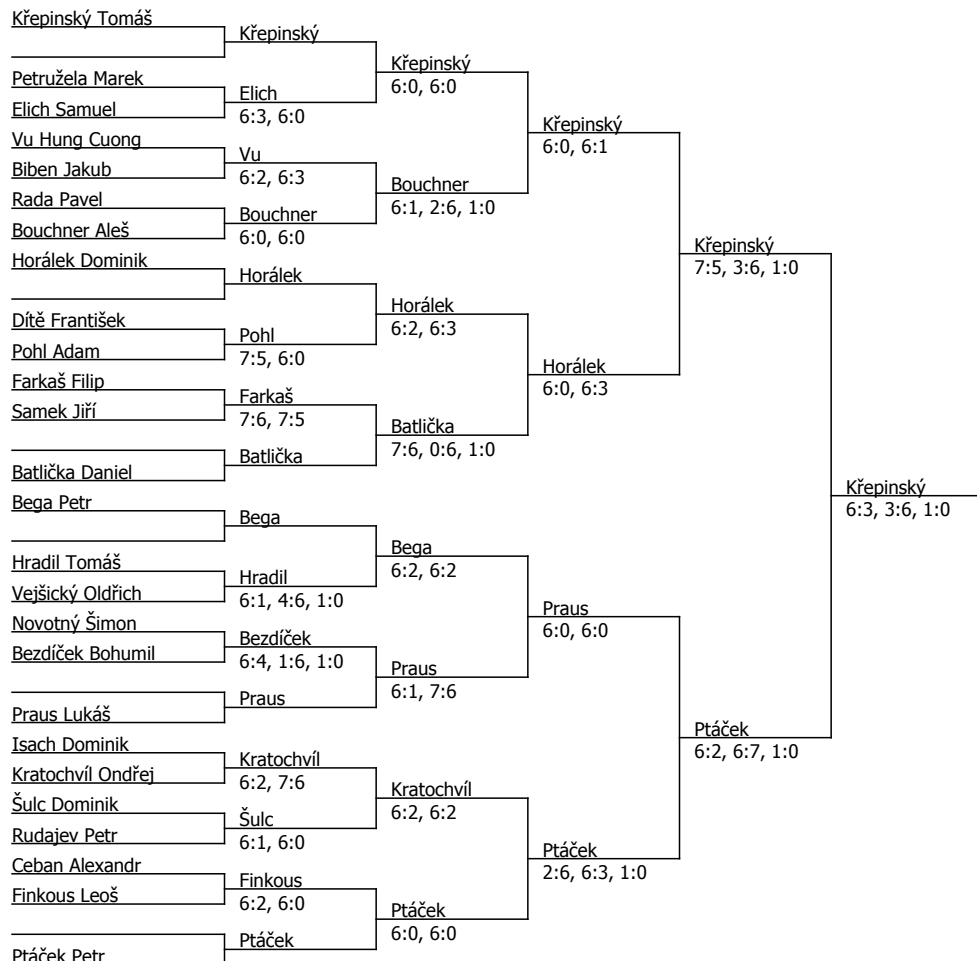 Křepinský Tomáš
Petružela Marek
Elich Samuel
Vu Hung Cuong
Biben Jakub
Rada Pavel
Bouchner Aleš
Horálek Dominik
Dítě František
Pohl Adam
Farkaš Filip
Samek Jiří
Batlička Daniel
Bega Petr
Hradil Tomáš
Vejšický Oldřich
Novotný Šimon
Bezdíček Bohumil
Praus Lukáš
Isach Dominik
Kratochvíl Ondřej
Šulc Dominik
Rudajev Petr
Ceban Alexandr
Finkous Leoš
Ptáček Petr
Křepinský
Elich
6:3, 6:0
Vu
6:2, 6:3
Bouchner
6:0, 6:0
Horálek
Pohl
7:5, 6:0
Farkaš
7:6, 7:5
Batlička
Bega
Hradil
6:1, 4:6, 1:0
Bezdíček
6:4, 1:6, 1:0
Praus
Kratochvíl
6:2, 7:6
Šulc
6:1, 6:0
Finkous
6:2, 6:0
Ptáček
Křepinský
6:0, 6:0
Bouchner
6:1, 2:6, 1:0
Horálek
6:2, 6:3
Batlička
7:6, 0:6, 1:0
Bega
6:2, 6:2
Praus
6:1, 7:6
Kratochvíl
6:2, 6:2
Ptáček
6:0, 6:0
Křepinský
6:0, 6:1
Horálek
6:0, 6:3
Praus
6:0, 6:0
Ptáček
2:6, 6:3, 1:0
Křepinský
7:5, 3:6, 1:0
Ptáček
6:2, 6:7, 1:0
Křepinský
6:3, 3:6, 1:0